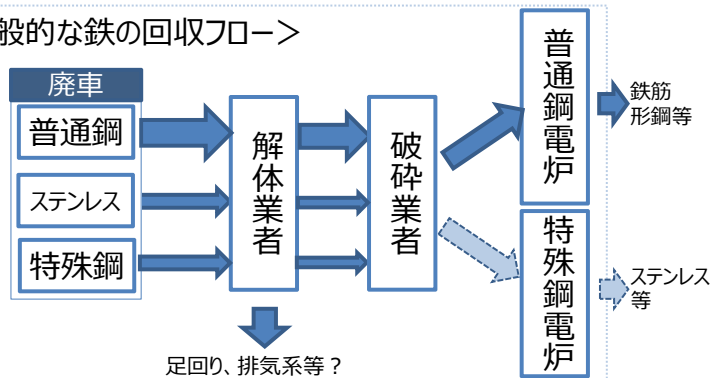 般的な鉄の回収フロー＞
廃車
普通鋼
ステンレス
特殊鋼
解体業者
破砕業者
普通鋼電炉
特殊鋼電炉
鉄筋
形鋼等
ステンレス
等
足回り、排気系等？